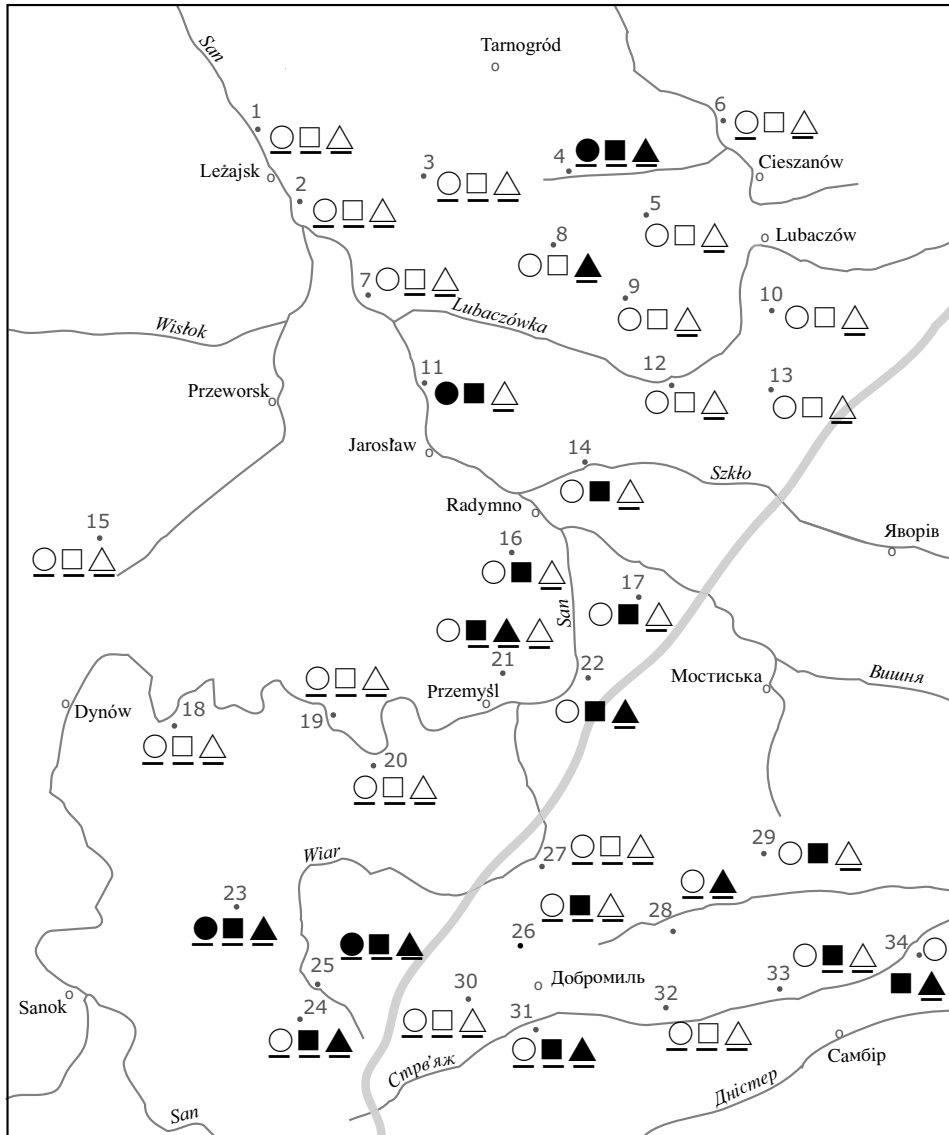 San
Tarnogród
1
6
Leżajsk
3
4
Cieszanów
2
5
Lubaczów
8
7
9
10
Lubaczówka
Wisłok
11
12
13
Przeworsk
Jarosław
14
Szkło
Radymno
15
16
Яворів
17
San
21
22
Мостиська
Przemyśl
Вишня
Dynów
18
19
20
27
29
Wiar
23
28
26
34
25
Добромиль
33
Sanok
24
30
31
32
Самбір
Стрв’яж
Дністер
San